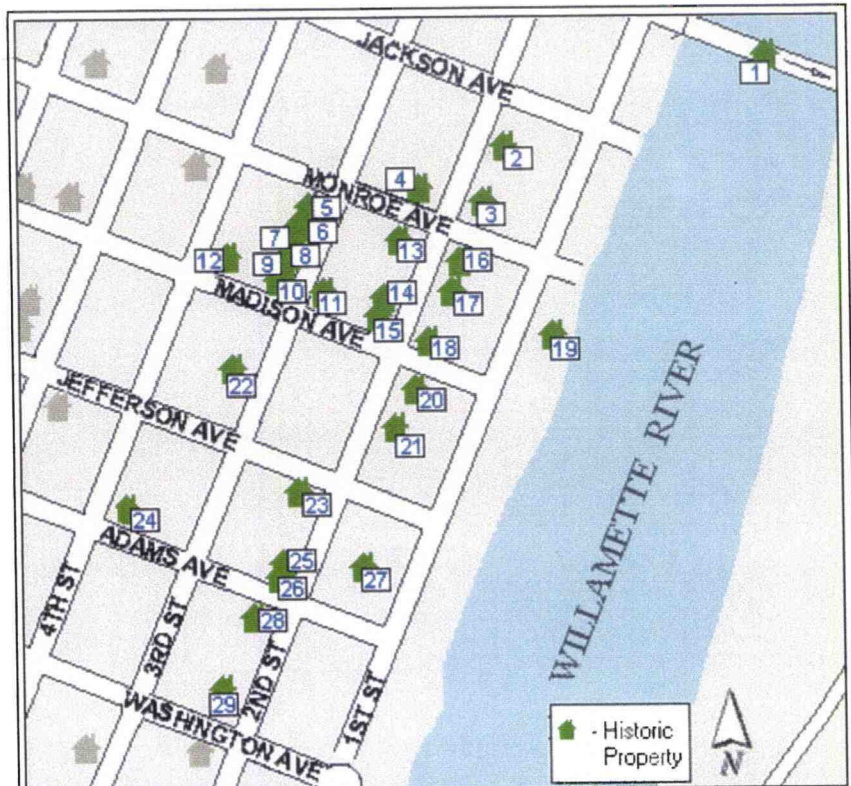 JACKSON AVE
1
2
4
MONROE AVE
3
5
7
6
13
12
9
8
16
10
11
14
17
MADISON AVE
15
18
19
22
20
JEFFERSON AVE
21
23
24
ADAMS AVE
25
26
27
28
4TH ST
3RD ST
2ND ST
1ST ST
29
WASHINGTON AVE
WILLAMETTE RIVER
- Historic
Property
N